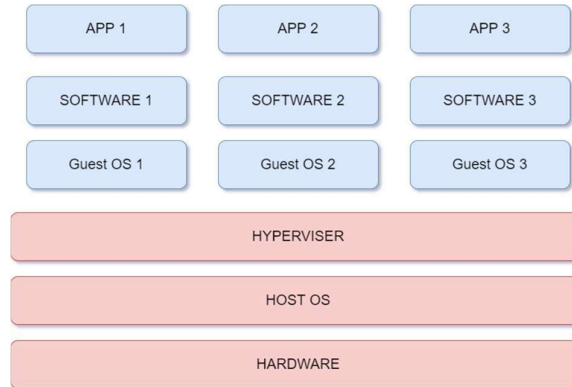 APP 1
APP 2
APP 3
SOFTWARE 1
SOFTWARE 2
SOFTWARE 3
Guest OS 1
Guest OS 2
Guest OS 3
HYPERVISER
HOST OS
HARDWARE